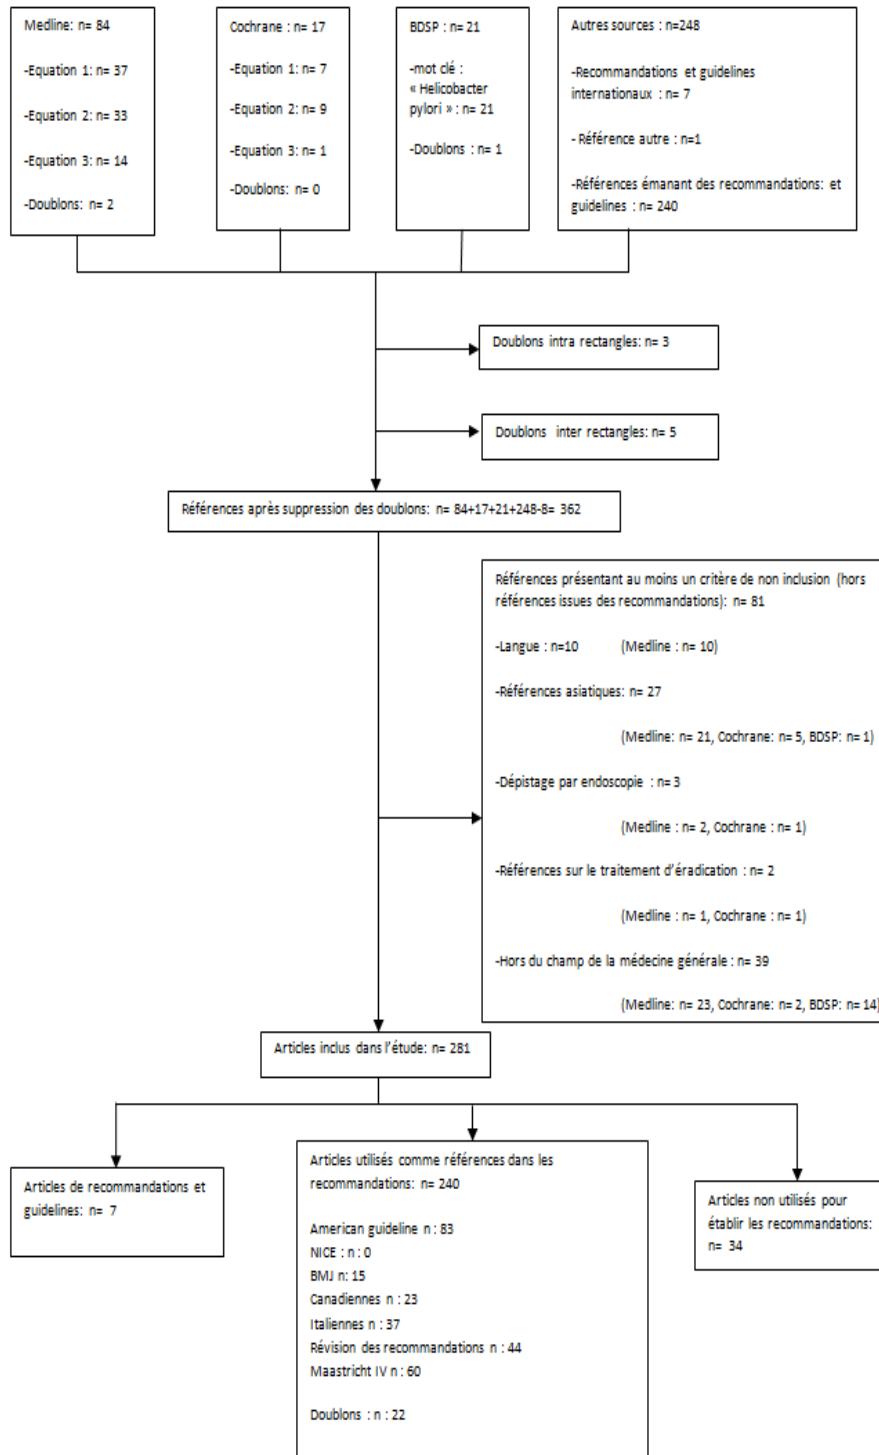 Medline: n= 84
-Equation 1: n= 37
-Equation 2: n= 33
-Equation 3: n= 14
-Doublons: n= 2
Cochrane : n= 17
-Equation 1: n= 7
-Equation 2: n= 9
-Equation 3: n= 1
-Doublons: n= 0
BDSP : n= 21
-mot clé :
« Helicobacter
pylori » : n= 21
-Doublons : n= 1
Autres sources : n=248
-Recommandations et guidelines
internationaux : n= 7
- Référence autre : n=1
-Références émanant des recommandations: et
guidelines : n= 240
Doublons intra rectangles: n= 3
Doublons inter rectangles: n= 5
Références après suppression des doublons: n= 84+17+21+248-8= 362
Références présentant au moins un critère de non inclusion (hors
références issues des recommandations): n= 81
-Langue : n=10 (Medline : n= 10)
-Références asiatiques: n= 27
(Medline: n= 21, Cochrane: n= 5, BDSP: n= 1)
-Dépistage par endoscopie : n= 3
(Medline : n= 2, Cochrane : n= 1)
-Références sur le traitement d'éradication : n= 2
(Medline : n= 1, Cochrane : n= 1)
-Hors du champ de la médecine générale : n= 39
(Medline: n= 23, Cochrane: n= 2, BDSP: n= 14)
Articles inclus dans l'étude: n= 281
Articles de recommandations et
guidelines: n= 7
Articles utilisés comme références dans les
recommandations: n= 240
American guideline n : 83
NICE : n : 0
BMJ n: 15
Canadiennes n : 23
Italiennes n : 37
Révision des recommandations n : 44
Maastricht IV n : 60
Doublons : n : 22
Articles non utilisés pour
établir les recommandations:
n= 34